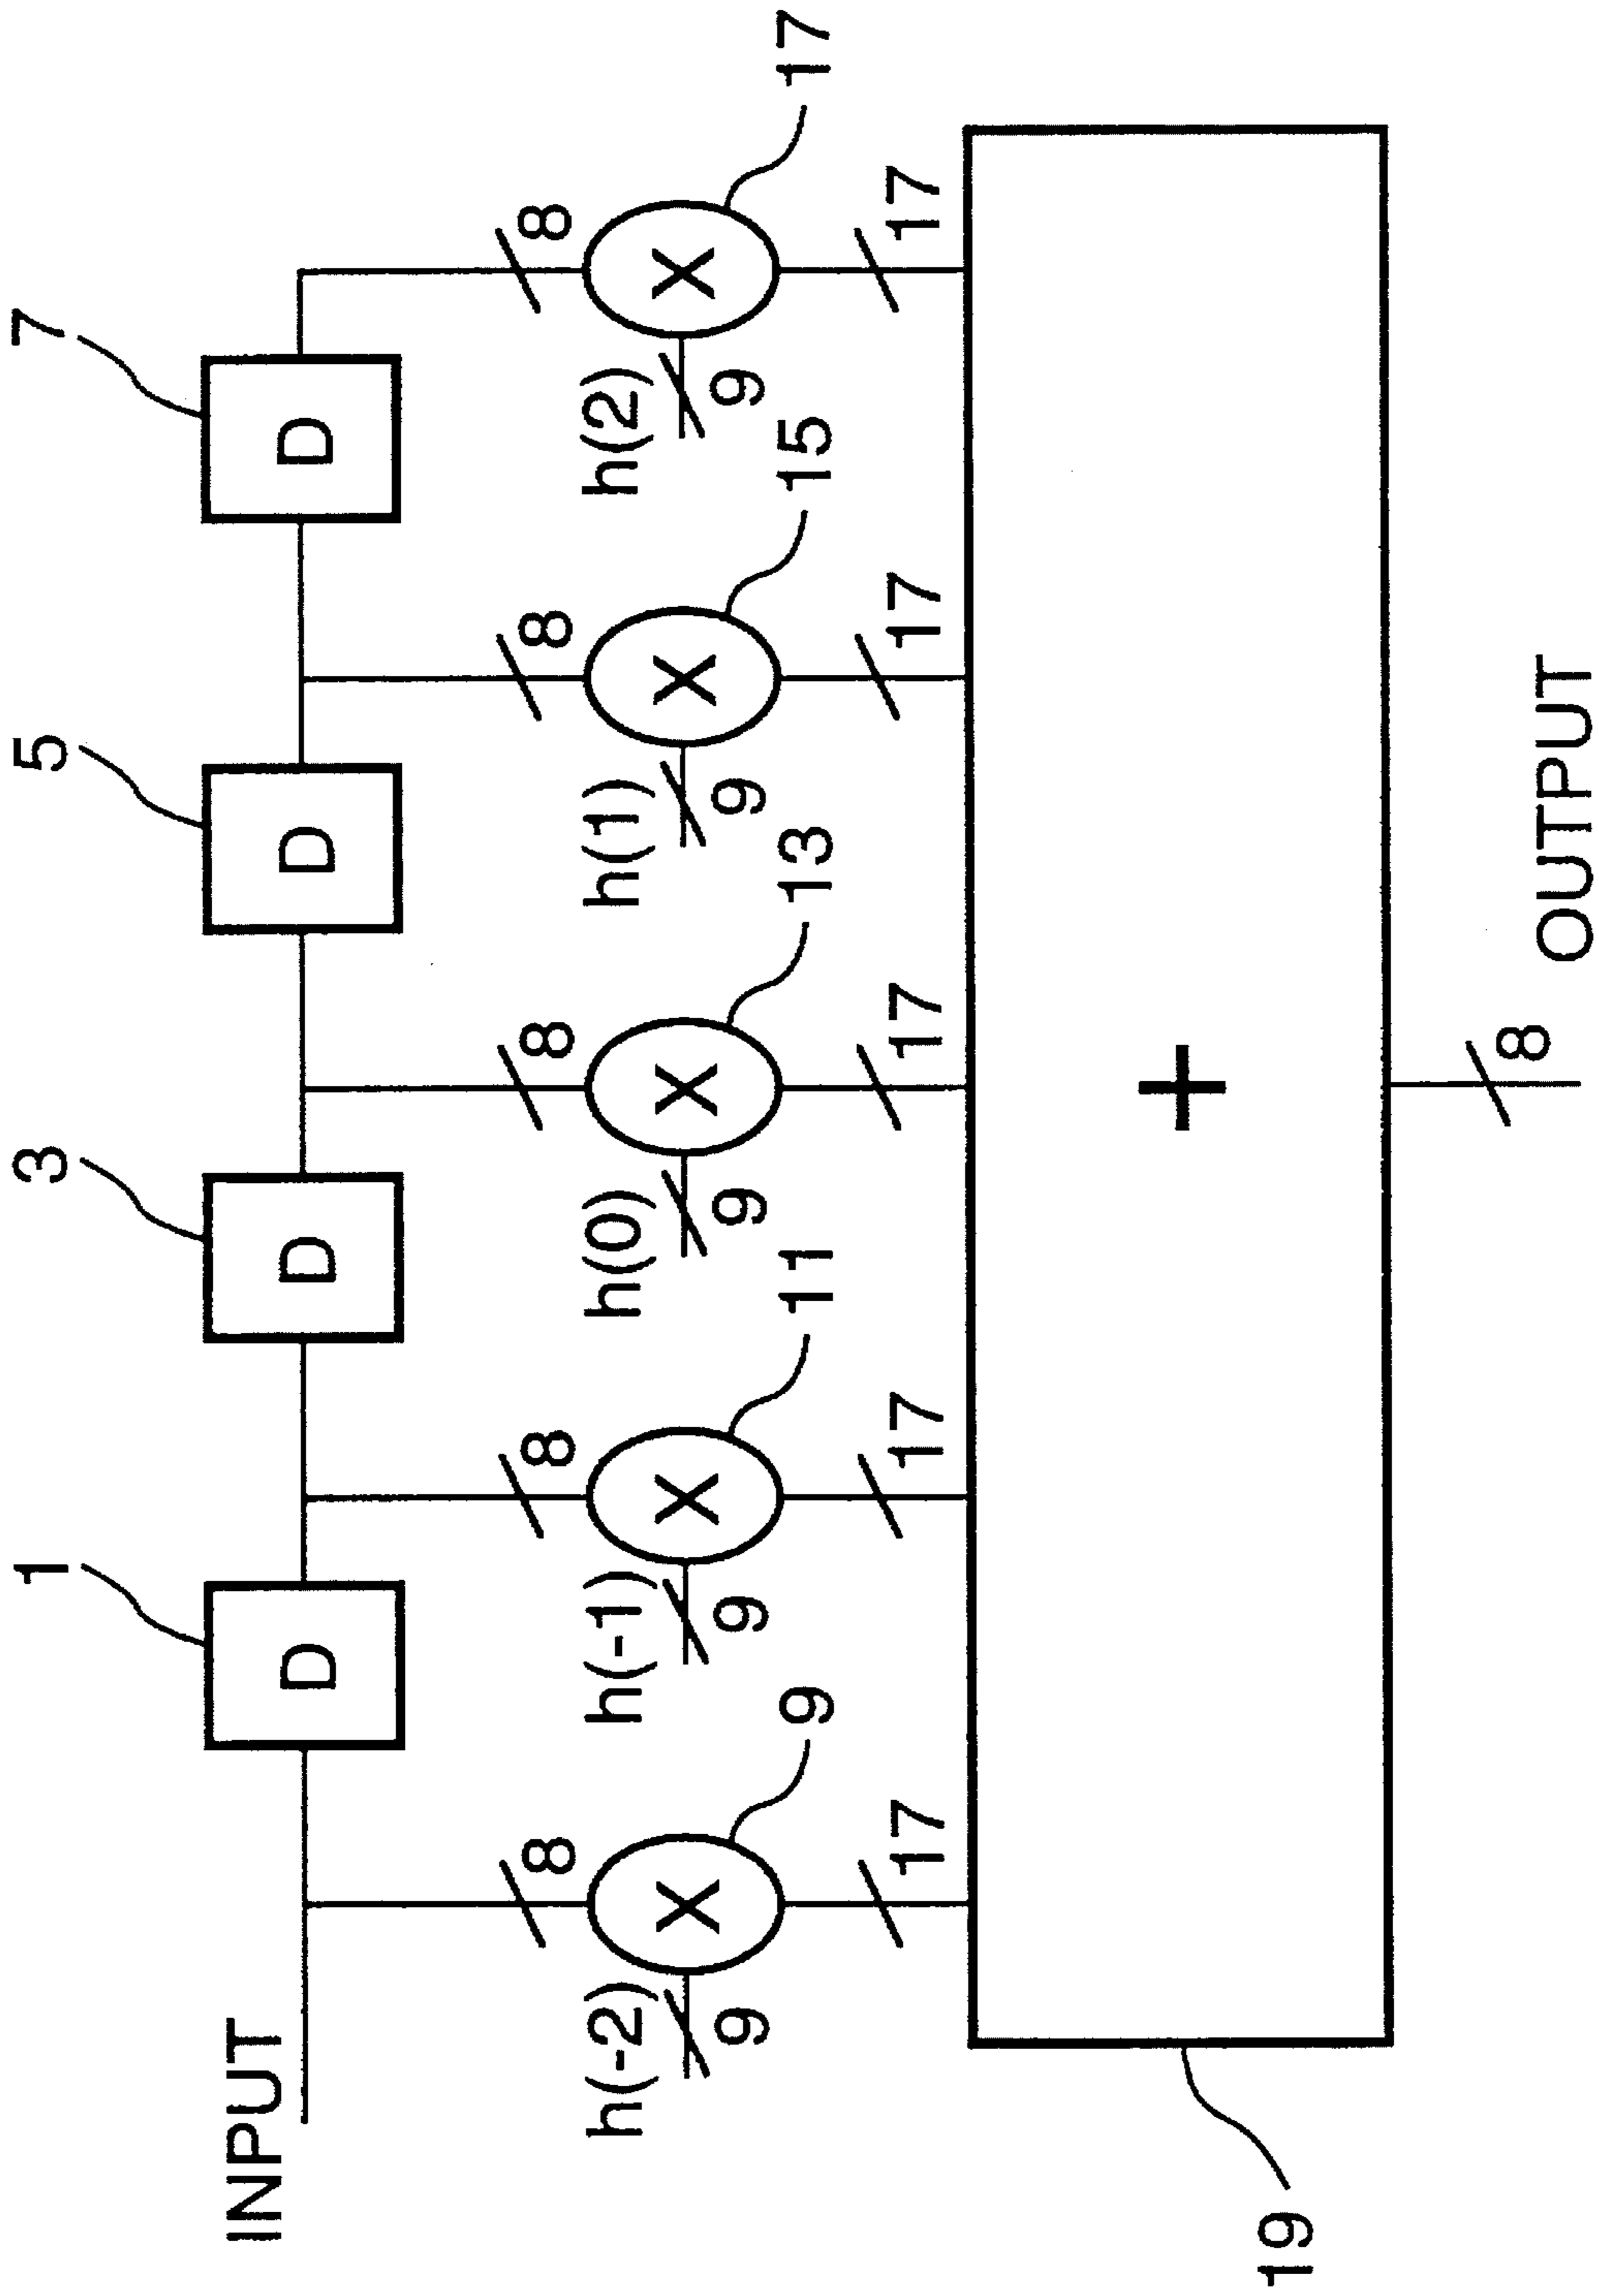 1 3 5 7
INPUT D D D D
8 8 8 8 8
h(-2) h(-1) h(0) h(1) h(2)
X X X X X
9 9 9 9 9
9 11 13 15 17
17 17 17 17 17
+
19
8
OUTPUT